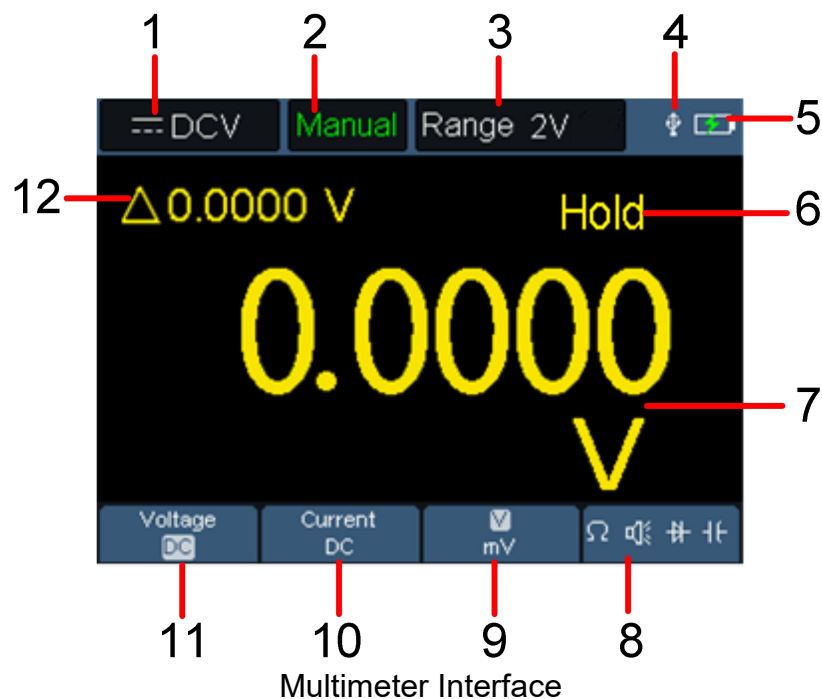 1 2 3 4
DCV Manual Range 2V
5
12 △0.0000 V Hold 6
0.0000
7
V
Voltage Current V
DC DC mV Ω
11 10 9 8
Multimeter Interface